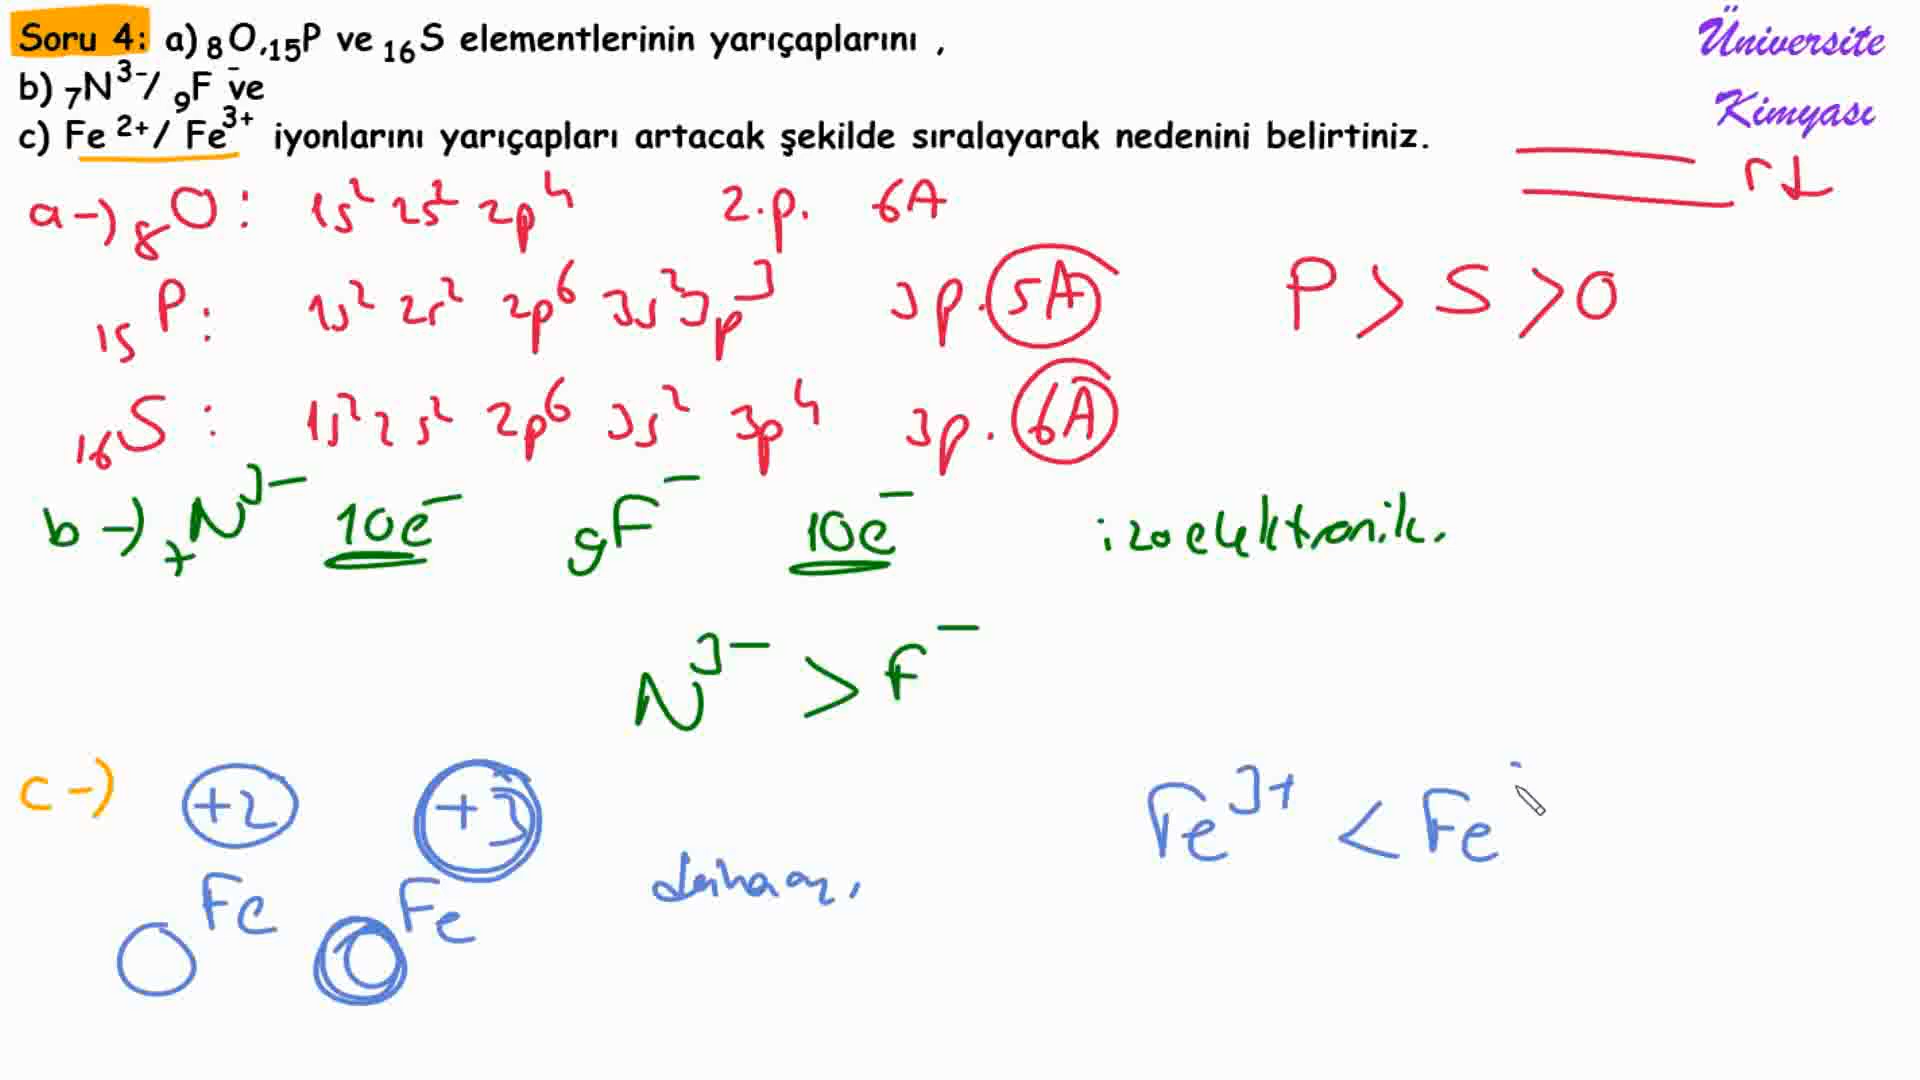 Soru 4: a) ₈O,₁₅P ve ₁₆S elementlerinin yarıçaplarını ,
b) ₇N³⁻/ ₉F⁻ ve
c) Fe ²⁺/ Fe³⁺ iyonlarını yarıçapları artacak şekilde sıralayarak nedenini belirtiniz.
Üniversite
Kimyası
r↓
a-) ₈O: 1s² 2s² 2p⁴ 2.p. 6A
₁₅P: 1s² 2s² 2p⁶ 3s² 3p³ 3p. 5A
P > S > O
₁₆S: 1s² 2s² 2p⁶ 3s² 3p⁴ 3p. 6A
b-) ₇N³⁻ 10e⁻ ₉F⁻ 10e⁻ izoelektronik.
N³⁻ > F⁻
c-) +2 +3
Fe³⁺ < Fe
Fe Fe daha az,